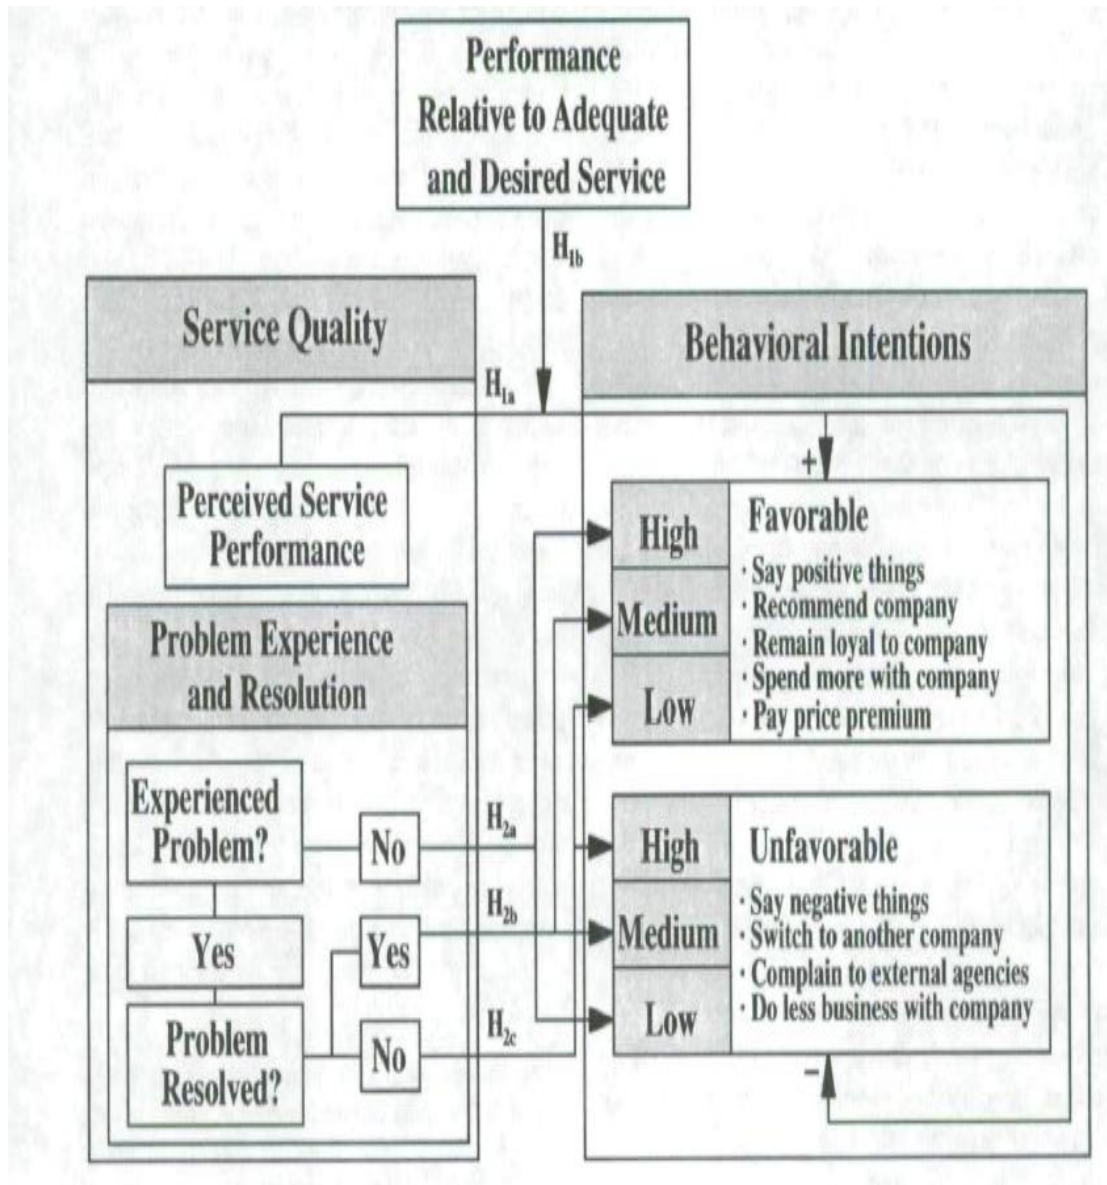 Performance
Relative to Adequate
and Desired Service
H1b
Service Quality
Behavioral Intentions
H1a
Perceived Service
Performance
+
High
Medium
Low
Favorable
· Say positive things
· Recommend company
· Remain loyal to company
· Spend more with company
· Pay price premium
Problem Experience
and Resolution
Experienced
Problem?
No
H2a
Yes
Yes
H2b
Problem
Resolved?
No
H2c
High
Medium
Low
Unfavorable
· Say negative things
· Switch to another company
· Complain to external agencies
· Do less business with company
−